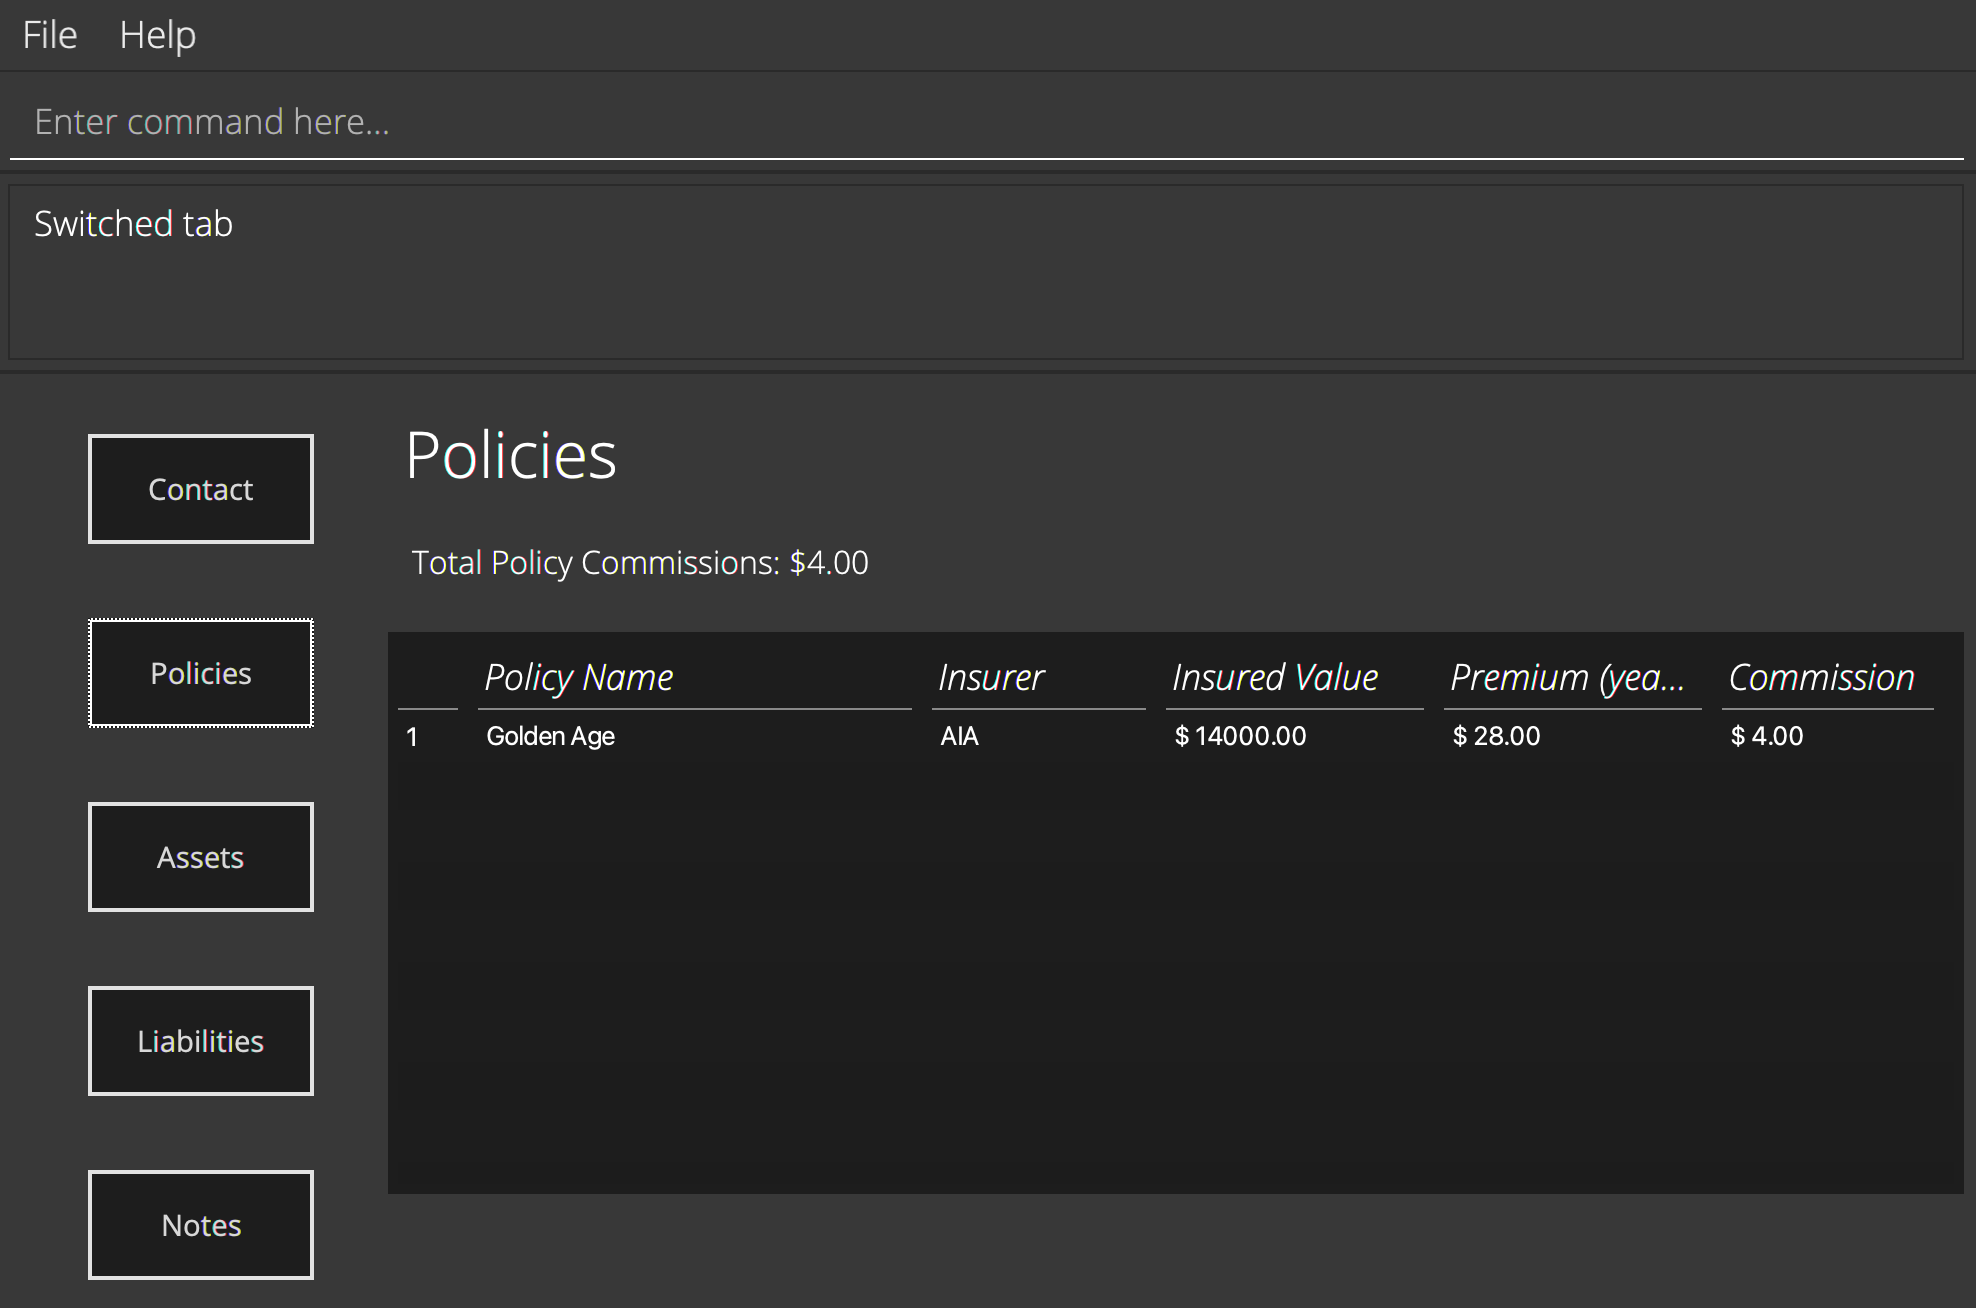 File Help
Enter command here...
Switched tab
Contact
Policies
Assets
Liabilities
Notes
Policies
Total Policy Commissions: $4.00
Policy Name Insurer Insured Value Premium (yea... Commission
1 Golden Age AIA $ 14000.00 $ 28.00 $ 4.00